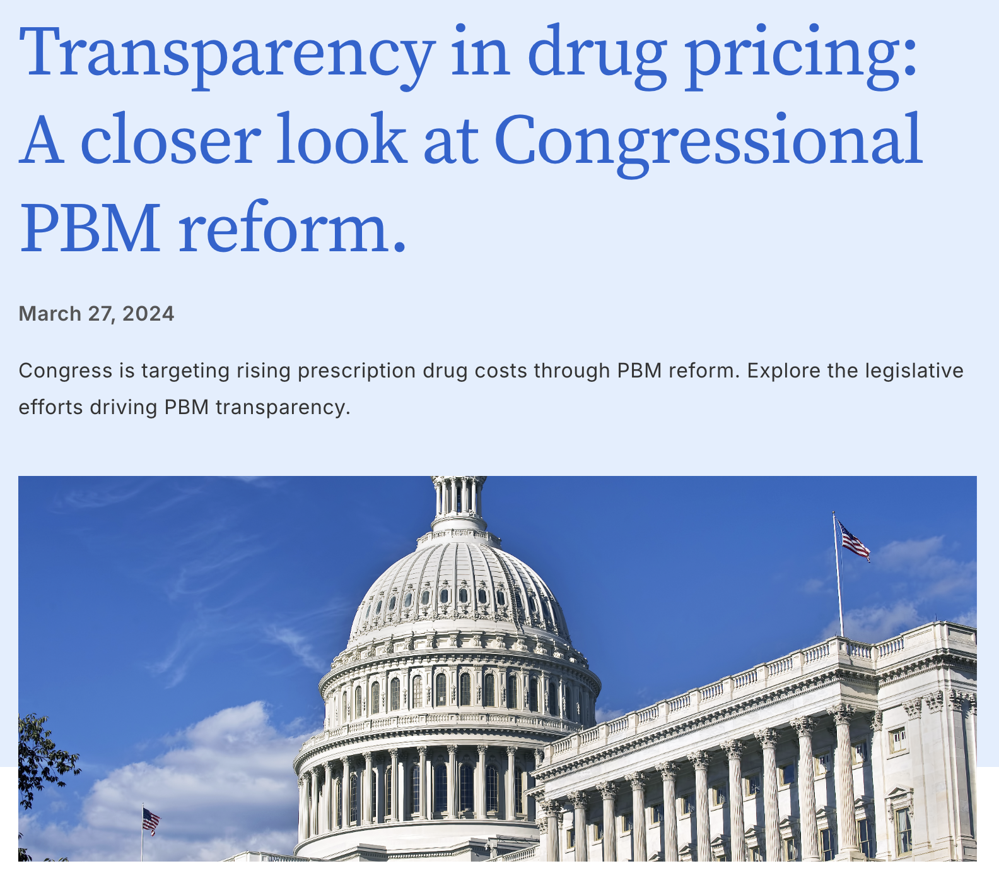 Transparency in drug pricing:
A closer look at Congressional
PBM reform.
March 27, 2024
Congress is targeting rising prescription drug costs through PBM reform. Explore the legislative
efforts driving PBM transparency.